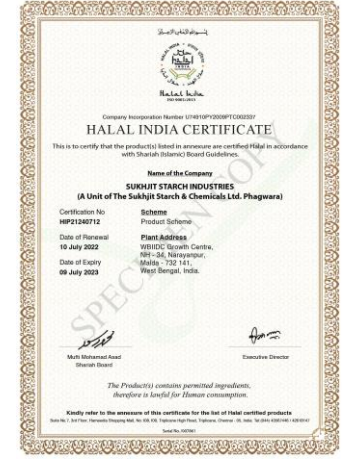 HALAL INDIA
INDIA
Halal India
ISO 9001:2015
Company Incorporation Number U74910PY2009PTC002337
HALAL INDIA CERTIFICATE
This is to certify that the product(s) listed in annexure are certified Halal in accordance
with Shariah (Islamic) Board Guidelines.
Name of the Company
SUKHJIT STARCH INDUSTRIES
(A Unit of The Sukhjit Starch & Chemicals Ltd. Phagwara)
Certification No Scheme
HIP21240712 Product Scheme
Date of Renewal Plant Address
10 July 2022 WBIIDC Growth Centre,
NH - 34, Narayanpur,
Date of Expiry Malda - 732 141,
09 July 2023 West Bengal, India.
SPECIMEN COPY
Mufti Mohamad Asad Executive Director
Shariah Board
The Product(s) contains permitted ingredients,
therefore is lawful for Human consumption.
Kindly refer to the annexure of this certificate for the list of Halal certified products